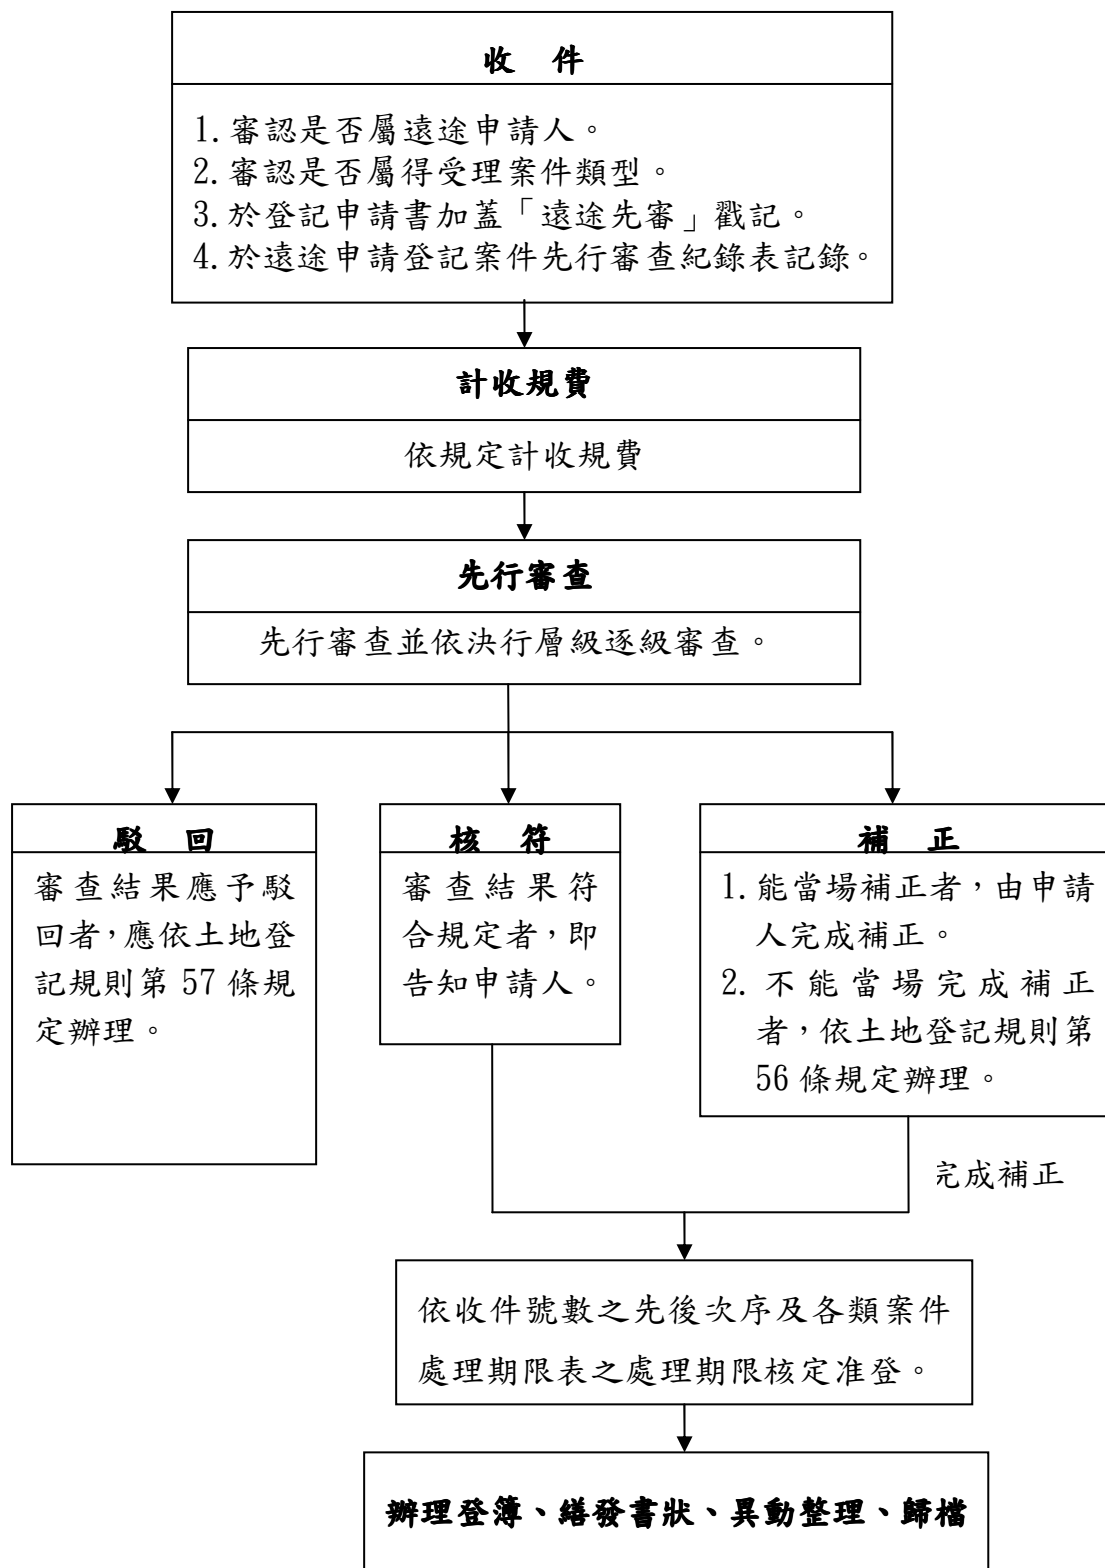 收 件
1.審認是否屬遠途申請人。
2.審認是否屬得受理案件類型。
3.於登記申請書加蓋「遠途先審」戳記。
4.於遠途申請登記案件先行審查紀錄表記錄。
計收規費
依規定計收規費
先行審查
先行審查並依決行層級逐級審查。
駁 回
審查結果應予駁
回者，應依土地登
記規則第 57 條規
定辦理。
核 符
審查結果符
合規定者，即
告知申請人。
補 正
1.能當場補正者，由申請
人完成補正。
2.不能當場完成補正
者，依土地登記規則第
56 條規定辦理。
完成補正
依收件號數之先後次序及各類案件
處理期限表之處理期限核定准登。
辦理登簿、繕發書狀、異動整理、歸檔